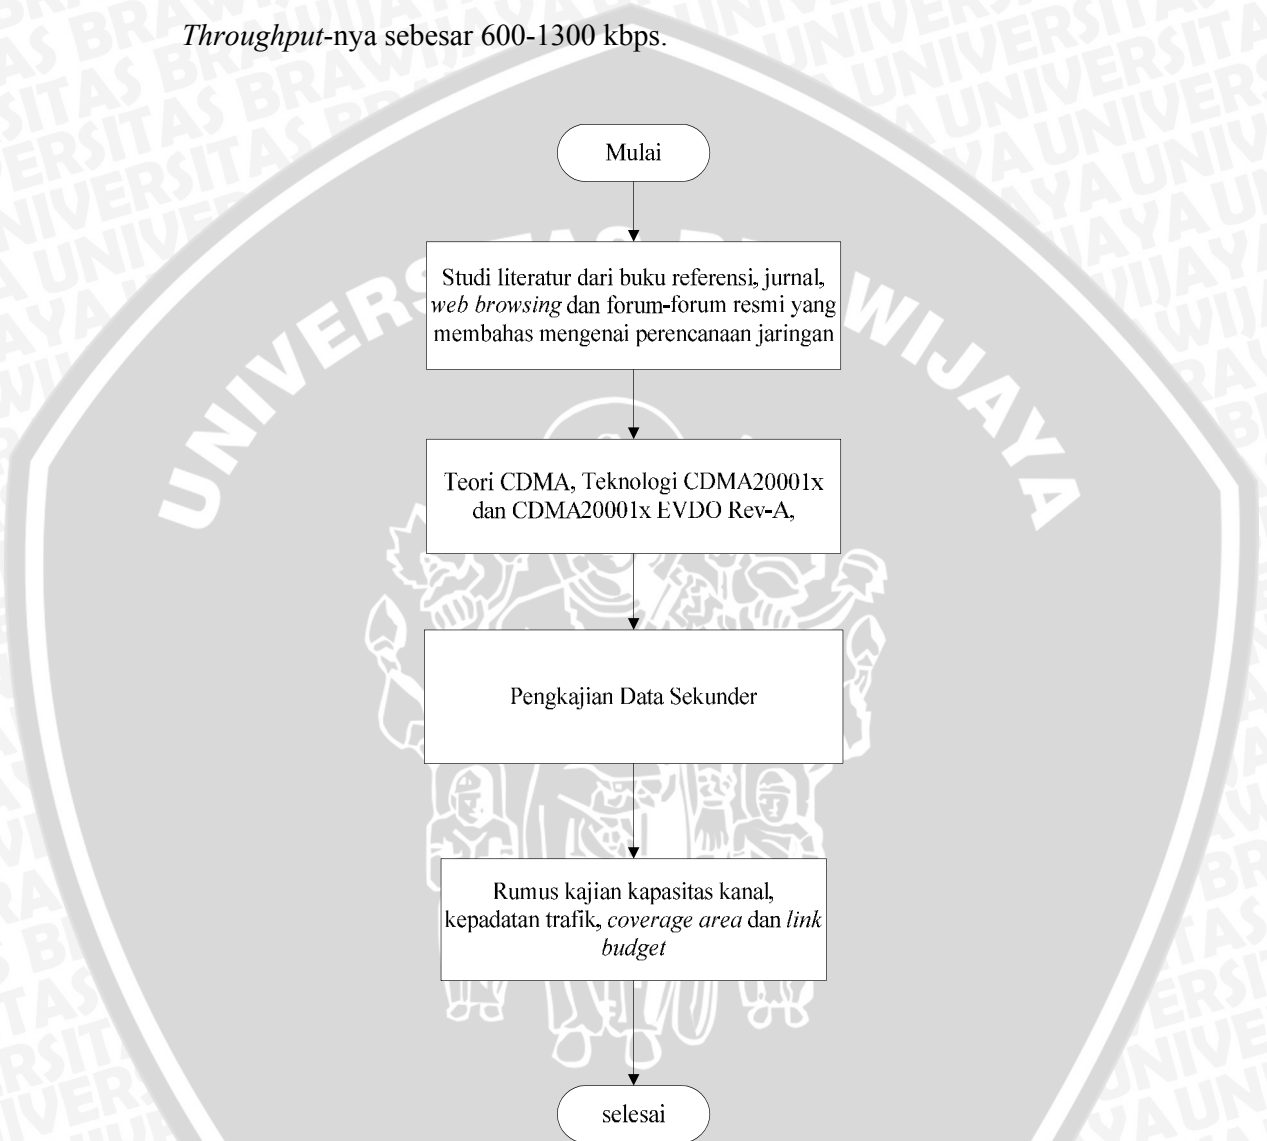 Throughput-nya sebesar 600-1300 kbps.
Mulai
Studi literatur dari buku referensi, jurnal,
web browsing dan forum-forum resmi yang
membahas mengenai perencanaan jaringan
Teori CDMA, Teknologi CDMA20001x
dan CDMA20001x EVDO Rev-A,
Pengkajian Data Sekunder
Rumus kajian kapasitas kanal,
kepadatan trafik, coverage area dan link
budget
selesai